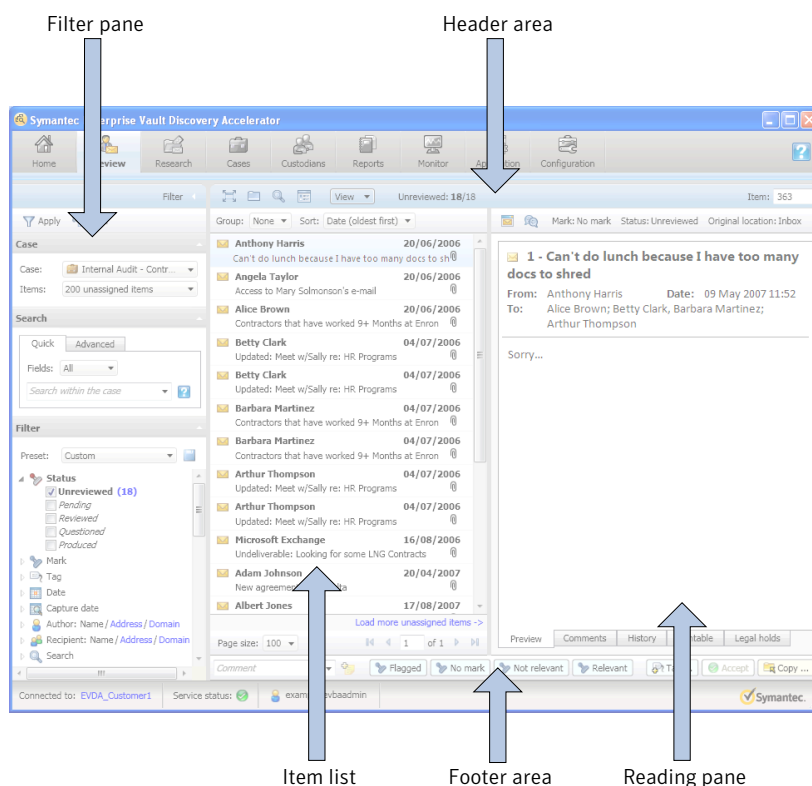 Filter pane
Header area
Symantec Enterprise Vault Discovery Accelerator
Home
Review
Research
Cases
Custodians
Reports
Monitor
Application
Configuration
?
Filter
View
Unreviewed: 18/18
Item: 363
Apply
Group: None Sort: Date (oldest first)
Mark: No mark Status: Unreviewed Original location: Inbox
Case
Case: Internal Audit - Contr...
Items: 200 unassigned items
Search
Quick Advanced
Fields: All
Search within the case
?
Filter
Preset: Custom
Status
Unreviewed (18)
Pending
Reviewed
Questioned
Produced
Mark
Tag
Date
Capture date
Author: Name / Address / Domain
Recipient: Name / Address / Domain
Search
Anthony Harris 20/06/2006
Can't do lunch because I have too many docs to sh
Angela Taylor 20/06/2006
Access to Mary Solmonson's e-mail
Alice Brown 20/06/2006
Contractors that have worked 9+ Months at Enron
Betty Clark 04/07/2006
Updated: Meet w/Sally re: HR Programs
Betty Clark 04/07/2006
Updated: Meet w/Sally re: HR Programs
Barbara Martinez 04/07/2006
Contractors that have worked 9+ Months at Enron
Barbara Martinez 04/07/2006
Contractors that have worked 9+ Months at Enron
Arthur Thompson 04/07/2006
Updated: Meet w/Sally re: HR Programs
Arthur Thompson 04/07/2006
Updated: Meet w/Sally re: HR Programs
Microsoft Exchange 16/08/2006
Undeliverable: Looking for some LNG Contracts
Adam Johnson 20/04/2007
New agreem
Albert Jones 17/08/2007
Load more unassigned items ->
Page size: 100
1 of 1
1 - Can't do lunch because I have too many
docs to shred
From: Anthony Harris Date: 09 May 2007 11:52
To: Alice Brown; Betty Clark, Barbara Martinez;
Arthur Thompson
Sorry...
Preview Comments History Legal holds
Comment
Flagged
No mark
Not relevant
Relevant
Accept
Copy ...
Connected to: EVDA_Customer1
Service status:
Symantec.
Item list
Footer area
Reading pane